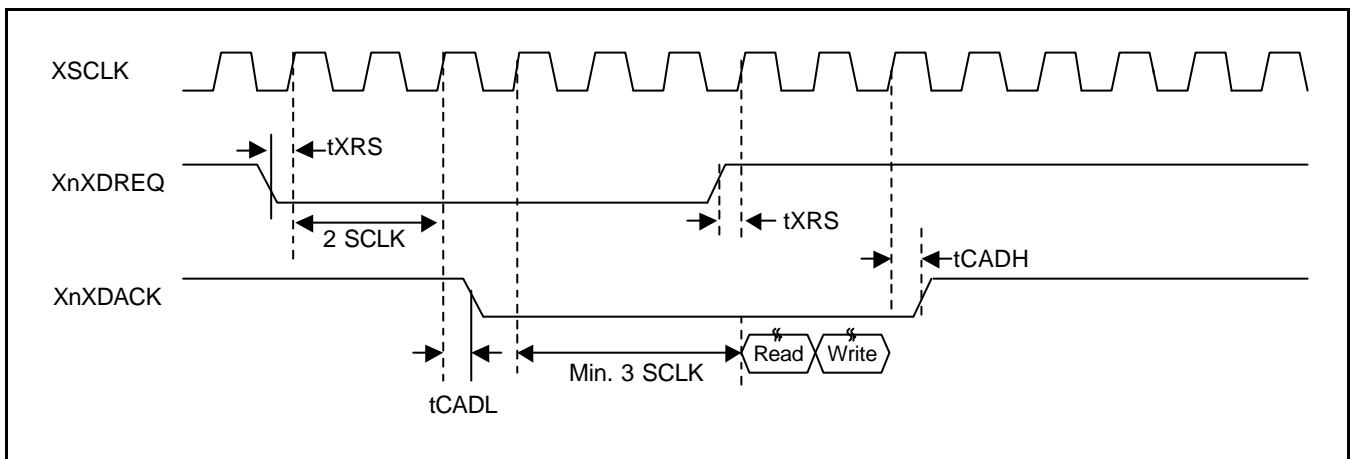 XSCLK
tXRS
XnXDREQ
tXRS
2 SCLK
tCADH
XnXDACK
Read Write
Min. 3 SCLK
tCADL